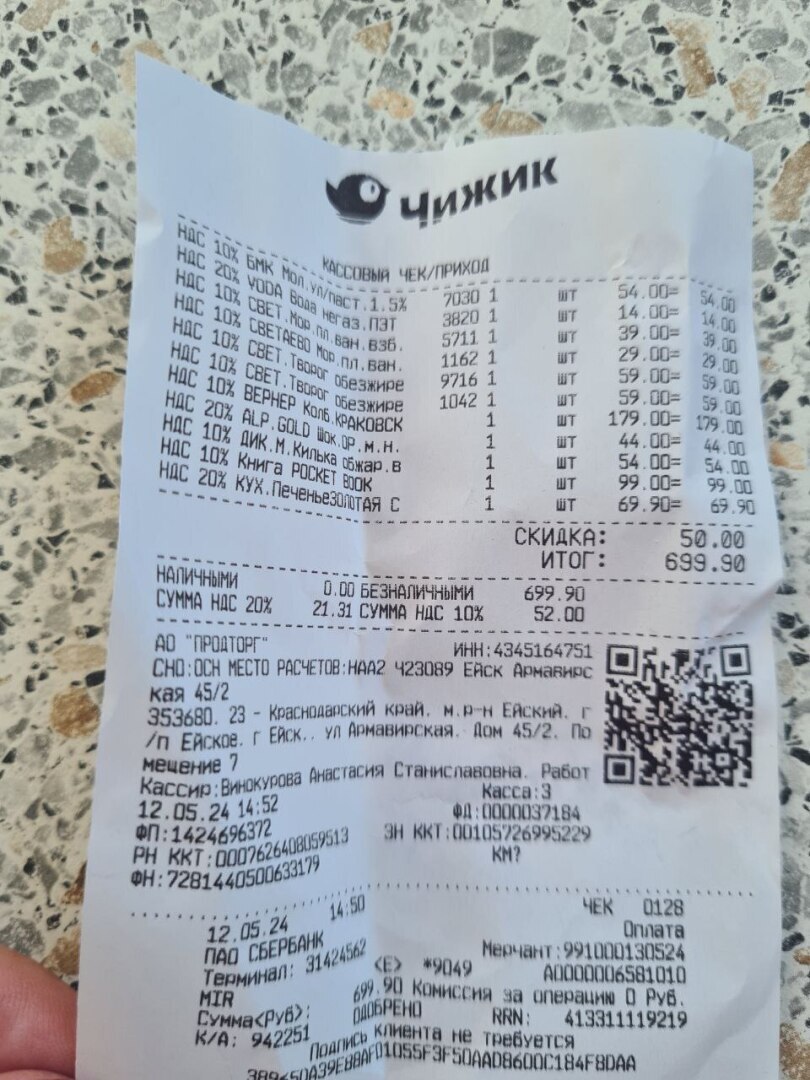 Чижик
КАССОВЫЙ ЧЕК/ПРИХОД
НДС 10% БМК Мол.ул/паст.1.5% 7030 1 шт 54.00= 54.00
НДС 20% VODA Вода негаз.ПЭТ 3820 1 шт 14.00= 14.00
НДС 10% СВЕТ.Мор.пл.ван.взб. 5711 1 шт 39.00= 39.00
НДС 10% СВЕТАЕВО Мор.пл.ван. 1162 1 шт 29.00= 29.00
НДС 10% СВЕТ.Творог обезжире 9716 1 шт 59.00= 59.00
НДС 10% СВЕТ.Творог обезжире 1042 1 шт 59.00= 59.00
НДС 10% ВЕРНЕР Колб.КРАКОВСК 1 шт 179.00= 179.00
НДС 20% ALP.GOLD Шок.ОР.м.н. 1 шт 44.00= 44.00
НДС 10% ДИК.М.Килька обжар.в 1 шт 54.00= 54.00
НДС 10% Книга POCKET BOOK 1 шт 99.00= 99.00
НДС 20% КУХ.ПеченьеЗОЛОТАЯ С 1 шт 69.90= 69.90
СКИДКА: 50.00
ИТОГ: 699.90
НАЛИЧНЫМИ 0.00 БЕЗНАЛИЧНЫМИ 699.90
СУММА НДС 20% 21.31 СУММА НДС 10% 52.00
АО "ПРОДТОРГ" ИНН:4345164751
СНО:ОСН МЕСТО РАСЧЕТОВ:НАА2 Ч23089 Ейск Армавирс
кая 45/2
353680. 23 - Краснодарский край. м.р-н Ейский. г
/п Ейское. г Ейск.. ул Армавирская. Дом 45/2. По
мещение 7
Кассир:Винокурова Анастасия Станиславовна. Работ
Касса:3
12.05.24 14:52 ФД:0000037184
ФП:1424696372 ЗН ККТ:00105726995229
РН ККТ:0007626408059513 КМ?
ФН:7281440500633179
12.05.24 14:50 ЧЕК 0128
ПАО СБЕРБАНК Оплата
Терминал: 31424562 Мерчант:991000130524
MIR <E> *9049 A0000006581010
Сумма<Руб>: 699.90 Комиссия за операцию 0 Руб.
К/А: 942251 ОДОБРЕНО RRN: 413311119219
Подпись клиента не требуется